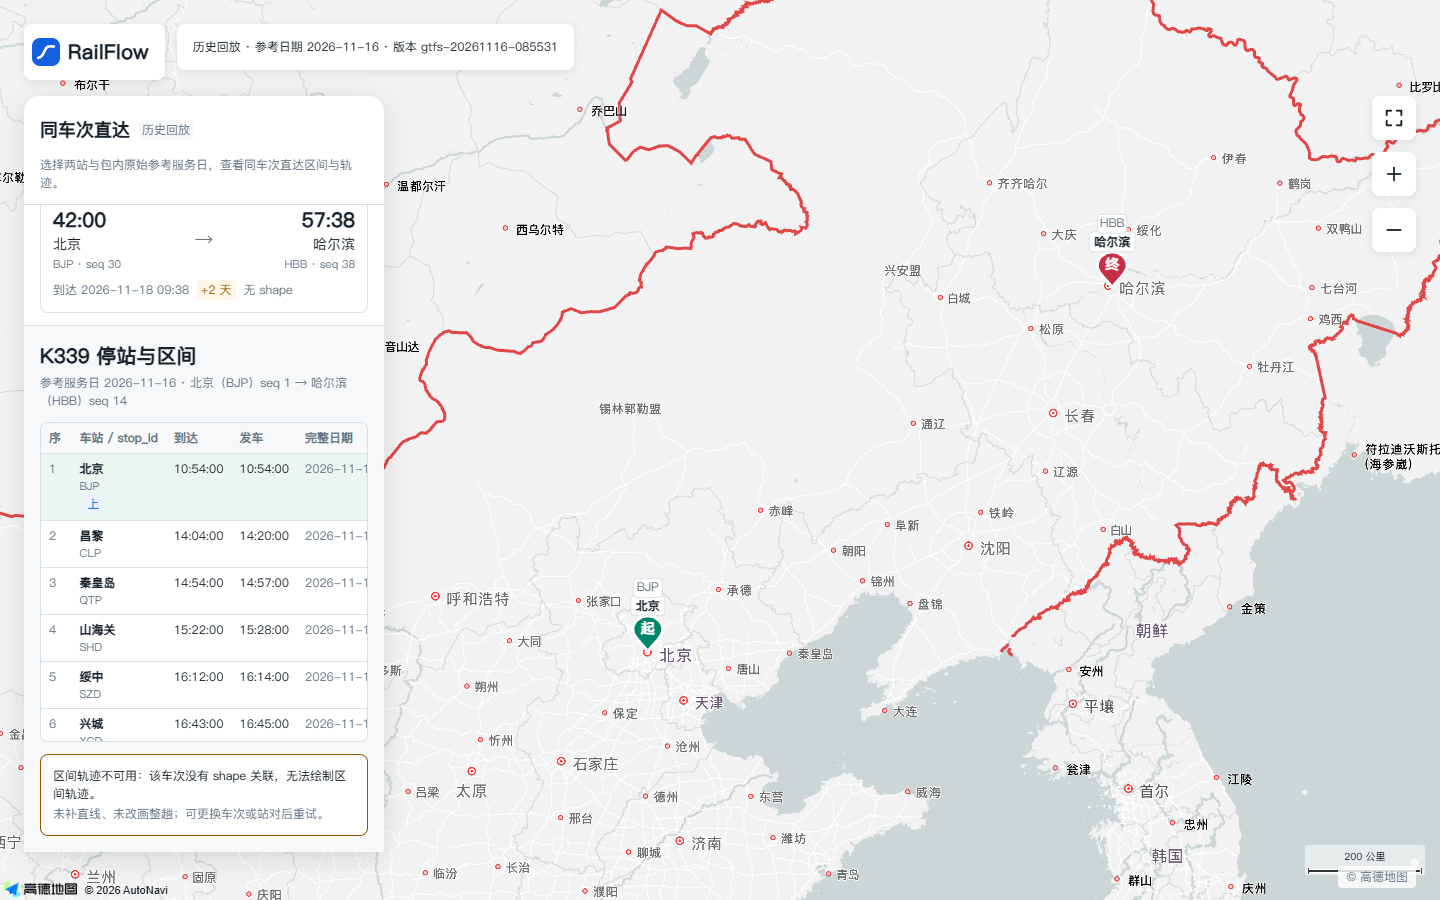 RailFlow
历史回放 · 参考日期 2026-11-16 · 版本 gtfs-20261116-085531
同车次直达 历史回放
选择两站与包内原始参考服务日，查看同车次直达区间与轨
迹。
42:00 → 57:38
北京 哈尔滨
BJP · seq 30 HBB · seq 38
到达 2026-11-18 09:38 +2 天 无 shape
K339 停站与区间
参考服务日 2026-11-16 · 北京（BJP）seq 1 → 哈尔滨
（HBB）seq 14
序 车站 / stop_id 到达 发车 完整日期
1 北京 10:54:00 10:54:00 2026-11-1
BJP
上
2 昌黎 14:04:00 14:20:00 2026-11-1
CLP
3 秦皇岛 14:54:00 14:57:00 2026-11-1
QTP
4 山海关 15:22:00 15:28:00 2026-11-1
SHD
5 绥中 16:12:00 16:14:00 2026-11-1
SZD
6 兴城 16:43:00 16:45:00 2026-11-1
区间轨迹不可用：该车次没有 shape 关联，无法绘制区
间轨迹。
未补直线、未改画整趟；可更换车次或站对后重试。
布尔干
乔巴山
温都尔汗
西乌尔特
音山达
锡林郭勒盟
兴安盟
齐齐哈尔
大庆
绥化
伊春
鹤岗
双鸭山
七台河
鸡西
牡丹江
HBB
哈尔滨
终
哈尔滨
白城
松原
长春
通辽
辽源
符拉迪沃斯托
(海参崴)
赤峰
阜新
铁岭
沈阳
白山
朝阳
锦州
盘锦
承德
张家口
呼和浩特
BJP
北京
起
北京
大同
朔州
唐山
秦皇岛
天津
保定
大连
忻州
沧州
石家庄
太原
吕梁
德州
东营
威海
邢台
济南
潍坊
聊城
长治
临汾
青岛
濮阳
兰州
固原
庆阳
金策
朝鲜
安州
平壤
瓮津
首尔
江陵
忠州
韩国
群山
庆州
200 公里
© 高德地图
高德地图 © 2026 AutoNavi